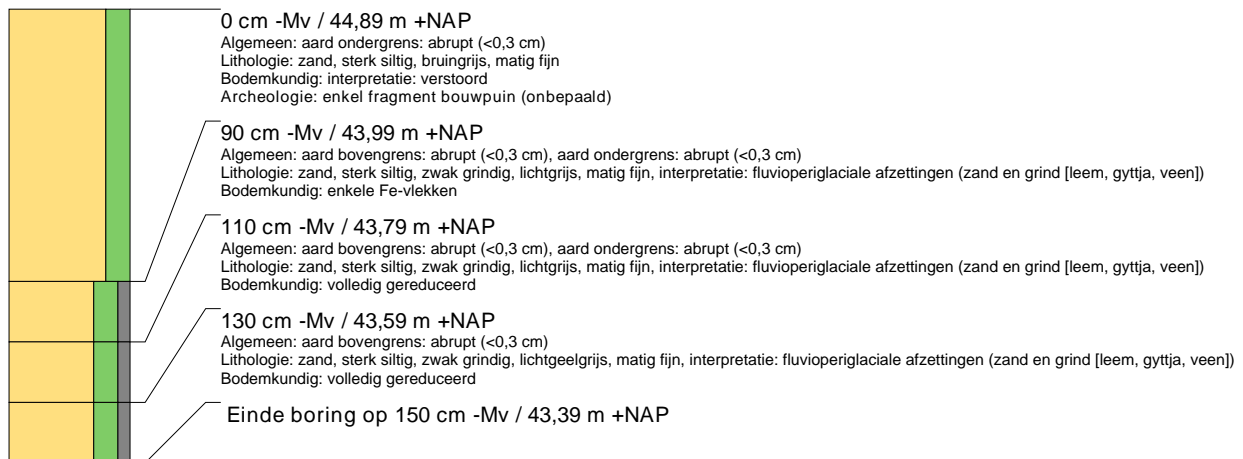 0 cm -Mv / 44,89 m +NAP
Algemeen: aard ondergrens: abrupt (<0,3 cm)
Lithologie: zand, sterk siltig, bruingrijs, matig fijn
Bodemkundig: interpretatie: verstoord
Archeologie: enkel fragment bouwpuin (onbepaald)
90 cm -Mv / 43,99 m +NAP
Algemeen: aard bovengrens: abrupt (<0,3 cm), aard ondergrens: abrupt (<0,3 cm)
Lithologie: zand, sterk siltig, zwak grindig, lichtgrijs, matig fijn, interpretatie: fluvioperiglaciale afzettingen (zand en grind [leem, gyttja, veen])
Bodemkundig: enkele Fe-vlekken
110 cm -Mv / 43,79 m +NAP
Algemeen: aard bovengrens: abrupt (<0,3 cm), aard ondergrens: abrupt (<0,3 cm)
Lithologie: zand, sterk siltig, zwak grindig, lichtgrijs, matig fijn, interpretatie: fluvioperiglaciale afzettingen (zand en grind [leem, gyttja, veen])
Bodemkundig: volledig gereduceerd
130 cm -Mv / 43,59 m +NAP
Algemeen: aard bovengrens: abrupt (<0,3 cm)
Lithologie: zand, sterk siltig, zwak grindig, lichtgeelgrijs, matig fijn, interpretatie: fluvioperiglaciale afzettingen (zand en grind [leem, gyttja, veen])
Bodemkundig: volledig gereduceerd
Einde boring op 150 cm -Mv / 43,39 m +NAP